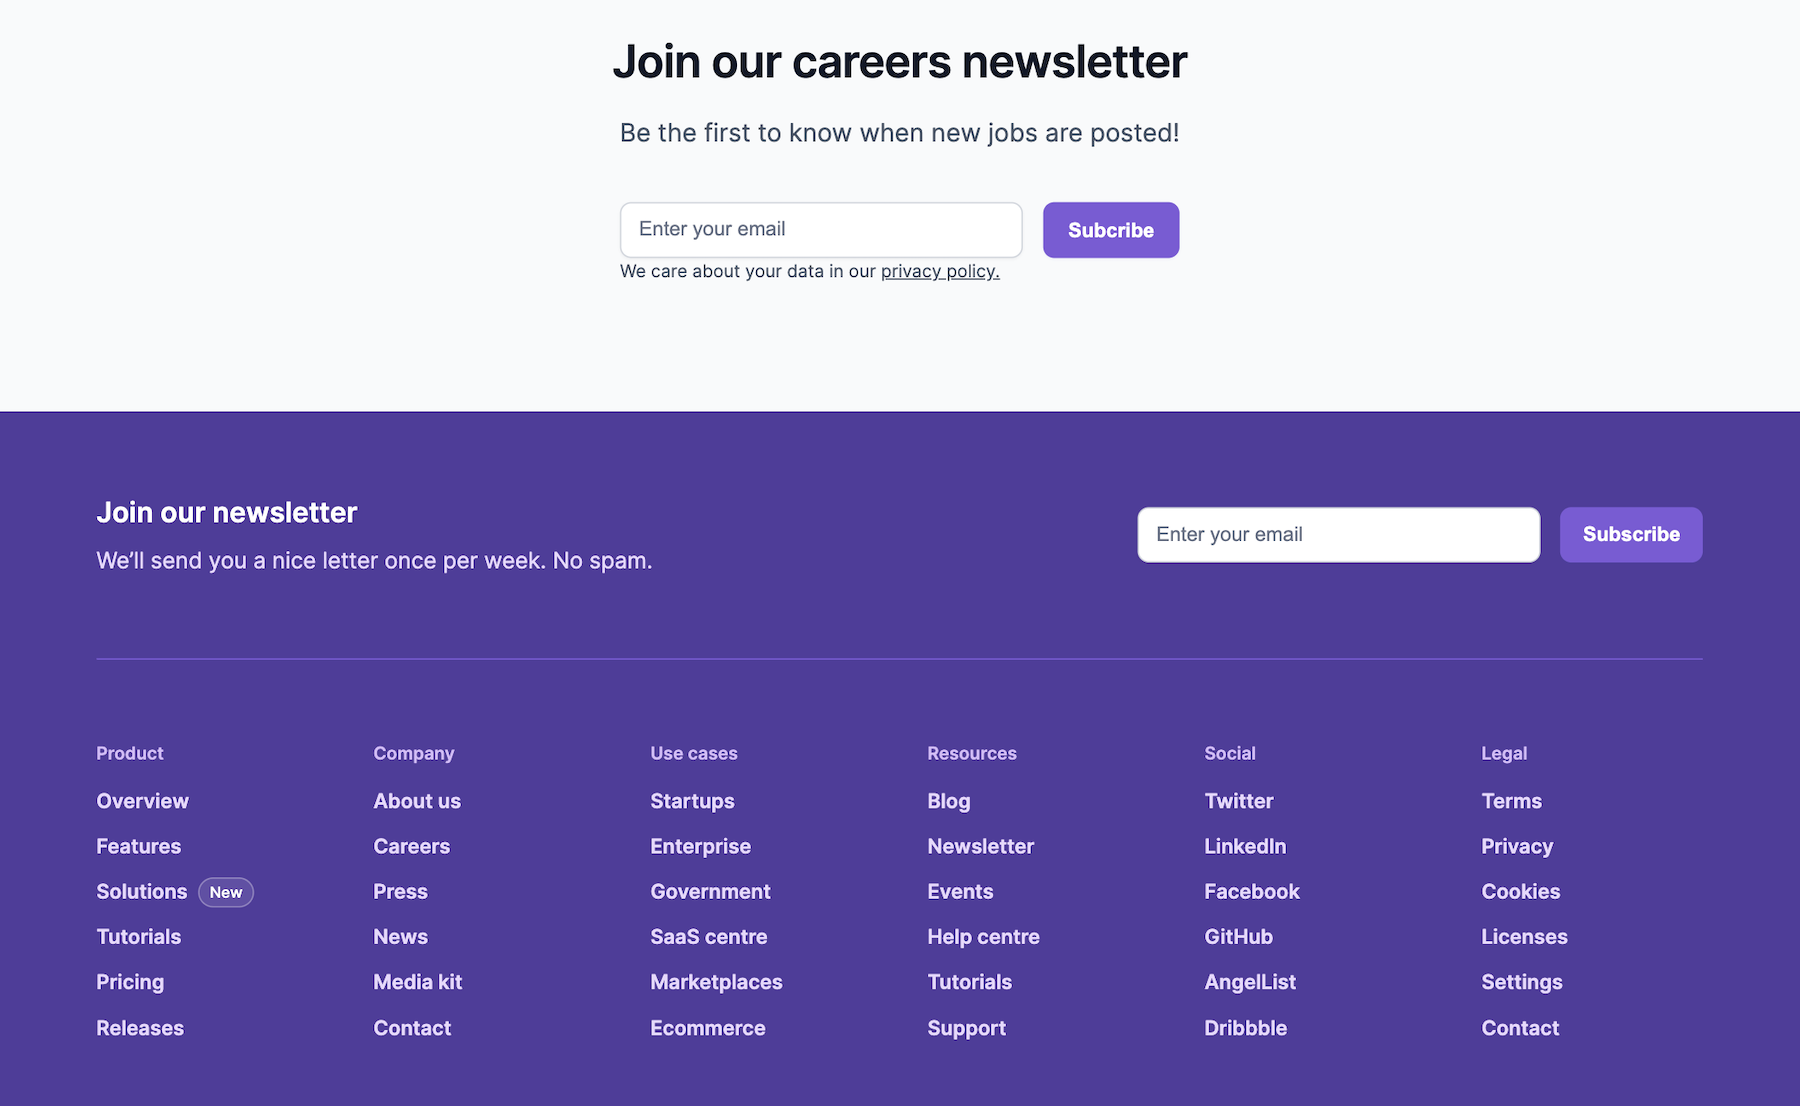 Join our careers newsletter
Be the first to know when new jobs are posted!
Enter your email
Subcribe
We care about your data in our privacy policy.
Join our newsletter
We’ll send you a nice letter once per week. No spam.
Enter your email
Subscribe
Product
Overview
Features
Solutions New
Tutorials
Pricing
Releases
Company
About us
Careers
Press
News
Media kit
Contact
Use cases
Startups
Enterprise
Government
SaaS centre
Marketplaces
Ecommerce
Resources
Blog
Newsletter
Events
Help centre
Tutorials
Support
Social
Twitter
LinkedIn
Facebook
GitHub
AngelList
Dribbble
Legal
Terms
Privacy
Cookies
Licenses
Settings
Contact